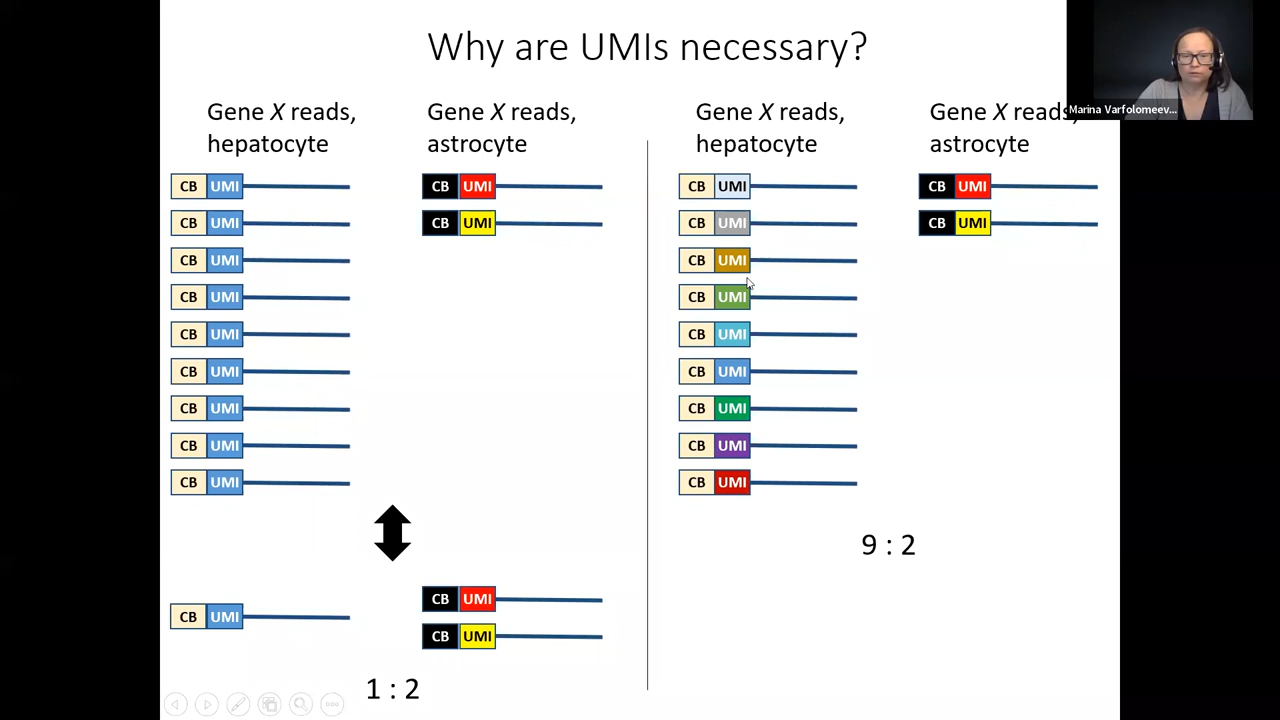 Why are UMIs necessary?
Marina Varfolomeev...
Gene X reads,
hepatocyte
Gene X reads,
astrocyte
Gene X reads,
hepatocyte
Gene X reads,
astrocyte
CB UMI
CB UMI
CB UMI
CB UMI
CB UMI
CB UMI
CB UMI
CB UMI
CB UMI
CB UMI
CB UMI
CB UMI
CB UMI
CB UMI
1 : 2
CB UMI
CB UMI
CB UMI
CB UMI
CB UMI
CB UMI
CB UMI
CB UMI
CB UMI
CB UMI
CB UMI
9 : 2